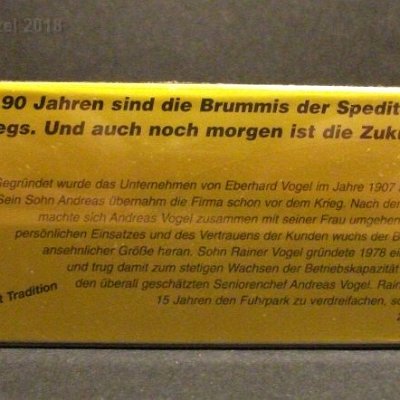 el 2018
90 Jahren sind die Brummis der Spedit
egs. Und auch noch morgen ist die Zuk
Gegründet wurde das Unternehmen von Eberhard Vogel im Jahre 1907
Sein Sohn Andreas übernahm die Firma schon vor dem Krieg. Nach den
machte sich Andreas Vogel zusammen mit seiner Frau umgehen
persönlichen Einsatzes und des Vertrauens der Kunden wuchs der B
ansehnlicher Größe heran. Sohn Rainer Vogel gründete 1978 ei
und trug damit zum stetigen Wachsen der Betriebskapazität
den überall geschätzten Seniorenchef Andreas Vogel. Rain
15 Jahren den Fuhrpark zu verdreifachen, so
t Tradition